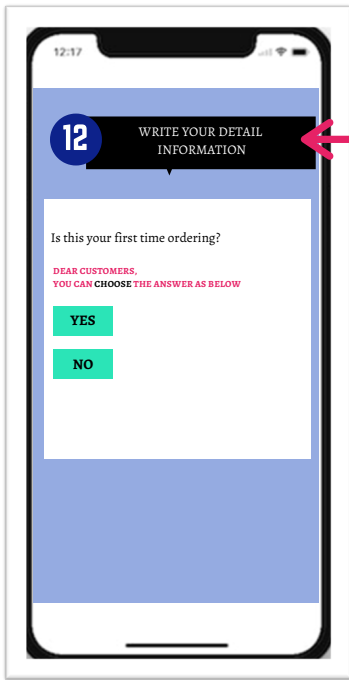 12:17
12
WRITE YOUR DETAIL
INFORMATION
Is this your first time ordering?
DEAR CUSTOMERS,
YOU CAN CHOOSE THE ANSWER AS BELOW
YES
NO